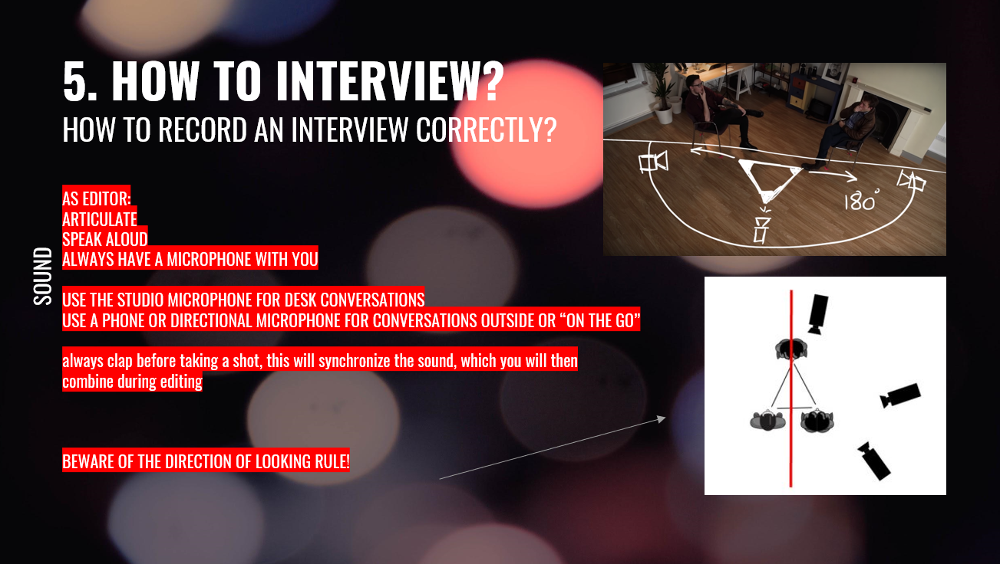 5. HOW TO INTERVIEW?
HOW TO RECORD AN INTERVIEW CORRECTLY?
SOUND
AS EDITOR:
ARTICULATE
SPEAK ALOUD
ALWAYS HAVE A MICROPHONE WITH YOU
USE THE STUDIO MICROPHONE FOR DESK CONVERSATIONS
USE A PHONE OR DIRECTIONAL MICROPHONE FOR CONVERSATIONS OUTSIDE OR “ON THE GO”
always clap before taking a shot, this will synchronize the sound, which you will then
combine during editing
BEWARE OF THE DIRECTION OF LOOKING RULE!
180°